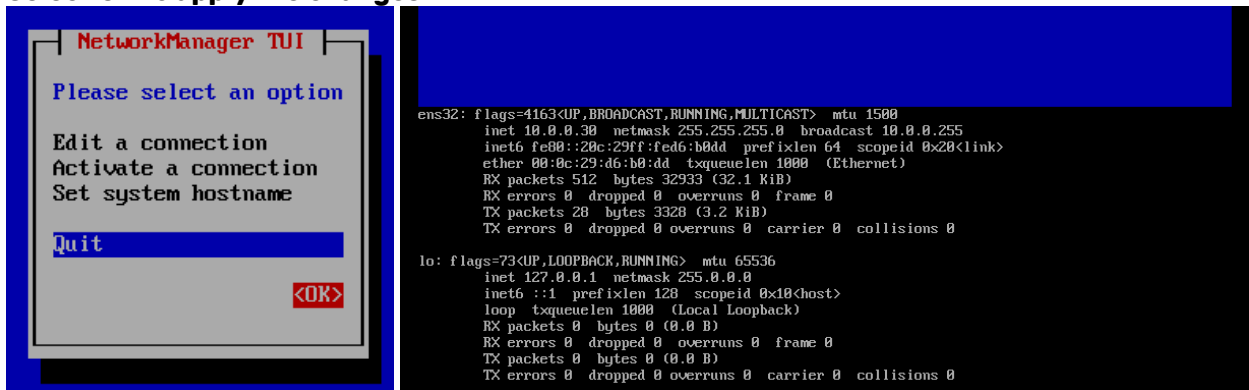 NetworkManager TUI
Please select an option
Edit a connection
Activate a connection
Set system hostname
Quit
<OK>
ens32: flags=4163<UP,BROADCAST,RUNNING,MULTICAST> mtu 1500
inet 10.0.0.30 netmask 255.255.255.0 broadcast 10.0.0.255
inet6 fe80::20c:29ff:fed6:b0dd prefixlen 64 scopeid 0x20<link>
ether 00:0c:29:d6:b0:dd txqueuelen 1000 (Ethernet)
RX packets 512 bytes 32933 (32.1 KiB)
RX errors 0 dropped 0 overruns 0 frame 0
TX packets 28 bytes 3328 (3.2 KiB)
TX errors 0 dropped 0 overruns 0 carrier 0 collisions 0
lo: flags=73<UP,LOOPBACK,RUNNING> mtu 65536
inet 127.0.0.1 netmask 255.0.0.0
inet6 ::1 prefixlen 128 scopeid 0x10<host>
loop txqueuelen 1000 (Local Loopback)
RX packets 0 bytes 0 (0.0 B)
RX errors 0 dropped 0 overruns 0 frame 0
TX packets 0 bytes 0 (0.0 B)
TX errors 0 dropped 0 overruns 0 carrier 0 collisions 0